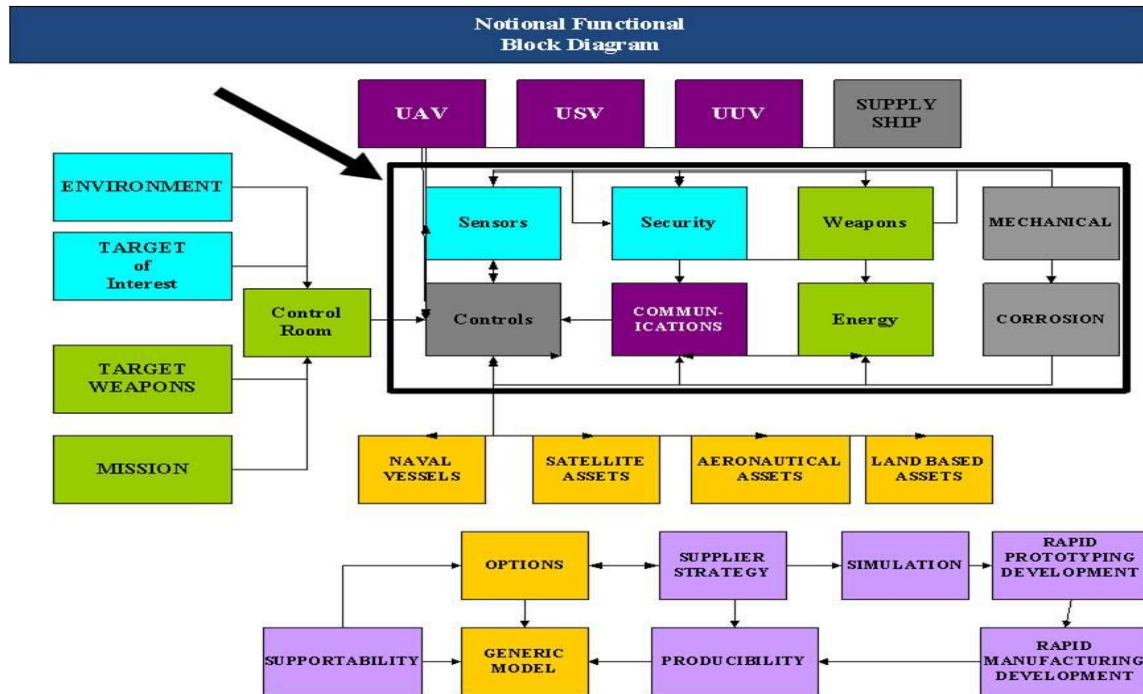 Notional Functional
Block Diagram
UAV
USV
UUV
SUPPLY
SHIP
ENVIRONMENT
TARGET
of
Interest
Control
Room
TARGET
WEAPONS
MISSION
Sensors
Security
Weapons
MECHANICAL
Controls
COMMUN-
ICATIONS
Energy
CORROSION
NAVAL
VESSELS
SATELLITE
ASSETS
AERONAUTICAL
ASSETS
LAND BASED
ASSETS
OPTIONS
SUPPLIER
STRATEGY
SIMULATION
RAPID
PROTOTYPING
DEVELOPMENT
SUPPORTABILITY
GENERIC
MODEL
PRODUCIBILITY
RAPID
MANUFACTURING
DEVELOPMENT